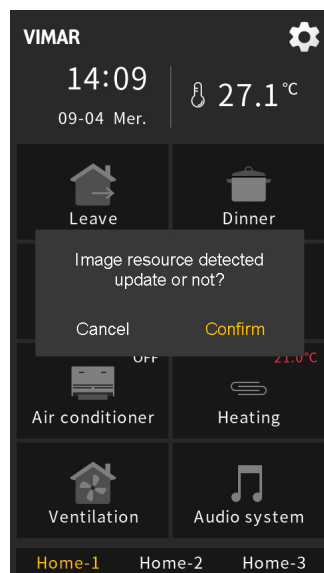 VIMAR
14:09
27.1℃
09-04 Mer.
Leave
Dinner
Image resource detected
update or not?
Cancel
Confirm
OFF
21.0℃
Air conditioner
Heating
Ventilation
Audio system
Home-1
Home-2
Home-3